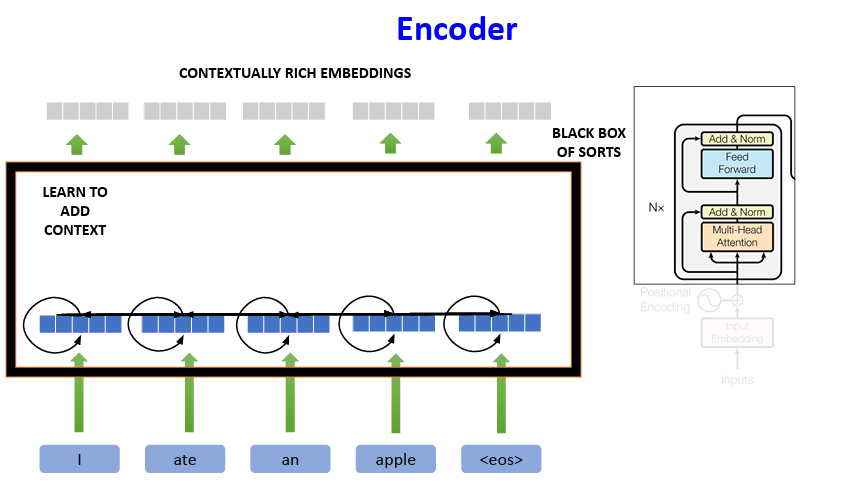 Encoder
CONTEXTUALLY RICH EMBEDDINGS
BLACK BOX
OF SORTS
LEARN TO
ADD
CONTEXT
I
ate
an
apple
<eos>
Add & Norm
Feed
Forward
N×
Add & Norm
Multi-Head
Attention
Positional
Encoding
Input
Embedding
Inputs